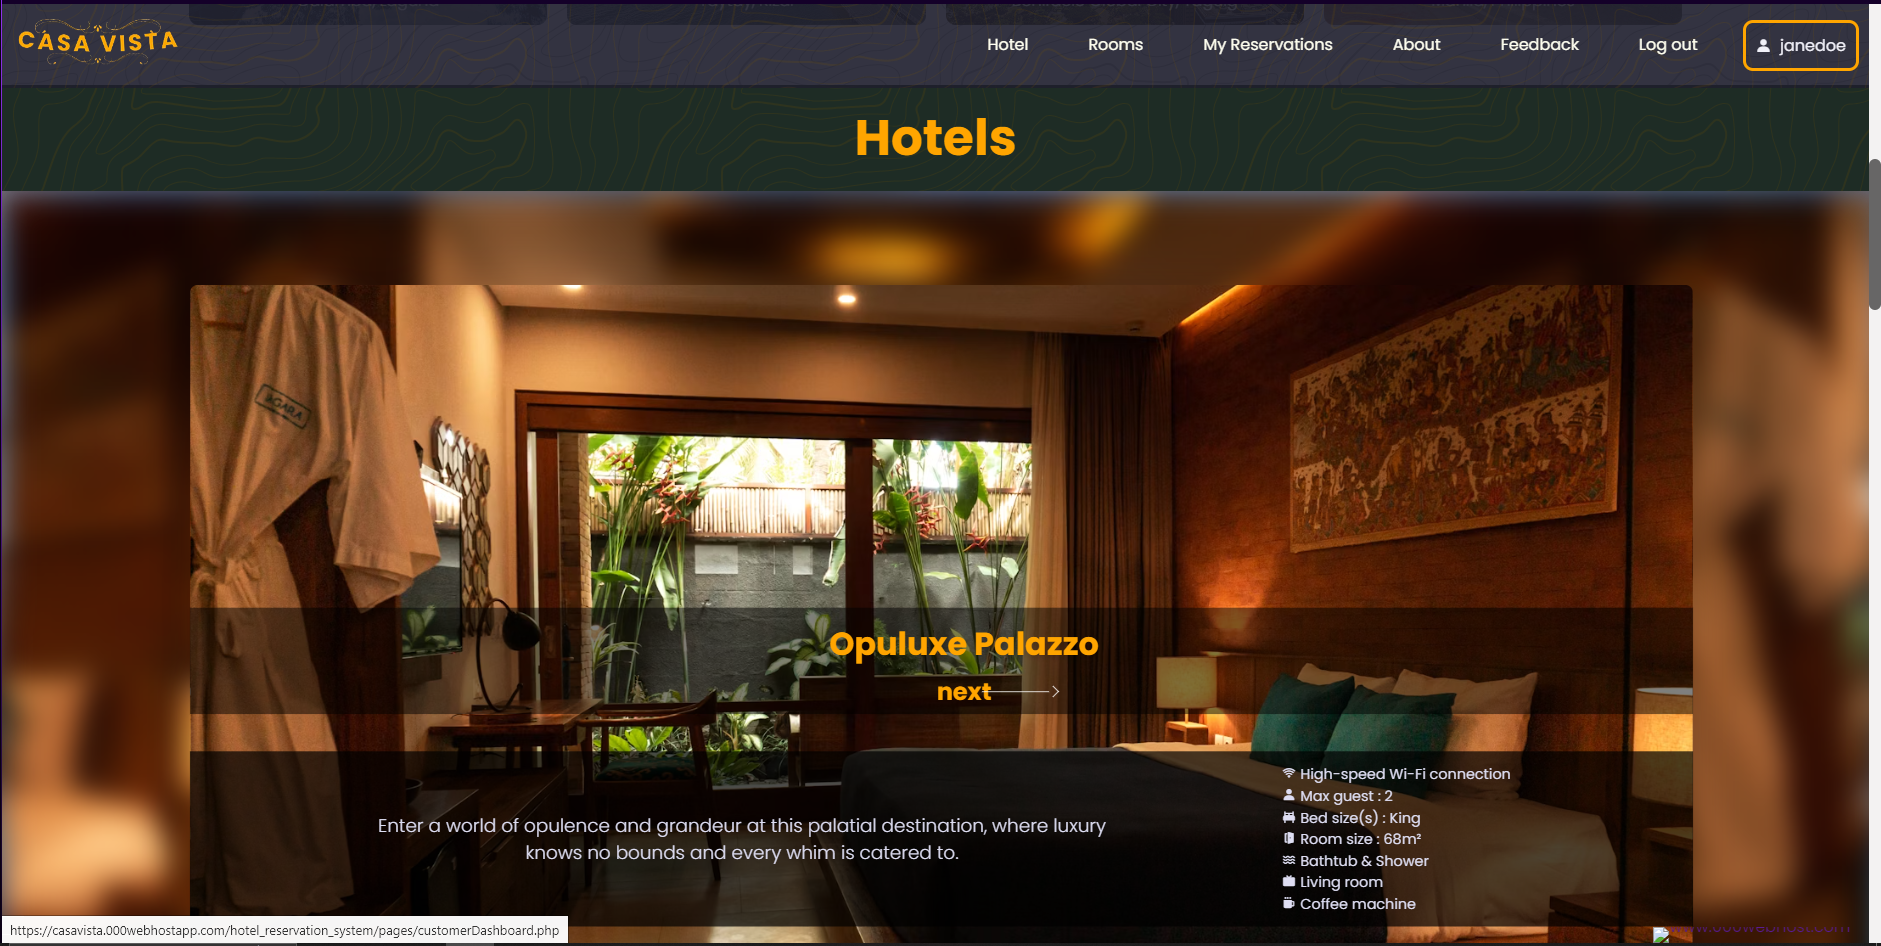 CASA VISTA
Hotel
Rooms
My Reservations
About
Feedback
Log out
janedoe
Hotels
Opuluxe Palazzo
next
Enter a world of opulence and grandeur at this palatial destination, where luxury
knows no bounds and every whim is catered to.
High-speed Wi-Fi connection
Max guest : 2
Bed size(s) : King
Room size : 68m²
Bathtub & Shower
Living room
Coffee machine
https://casavista.000webhostapp.com/hotel_reservation_system/pages/customerDashboard.php
www.000webhost.com